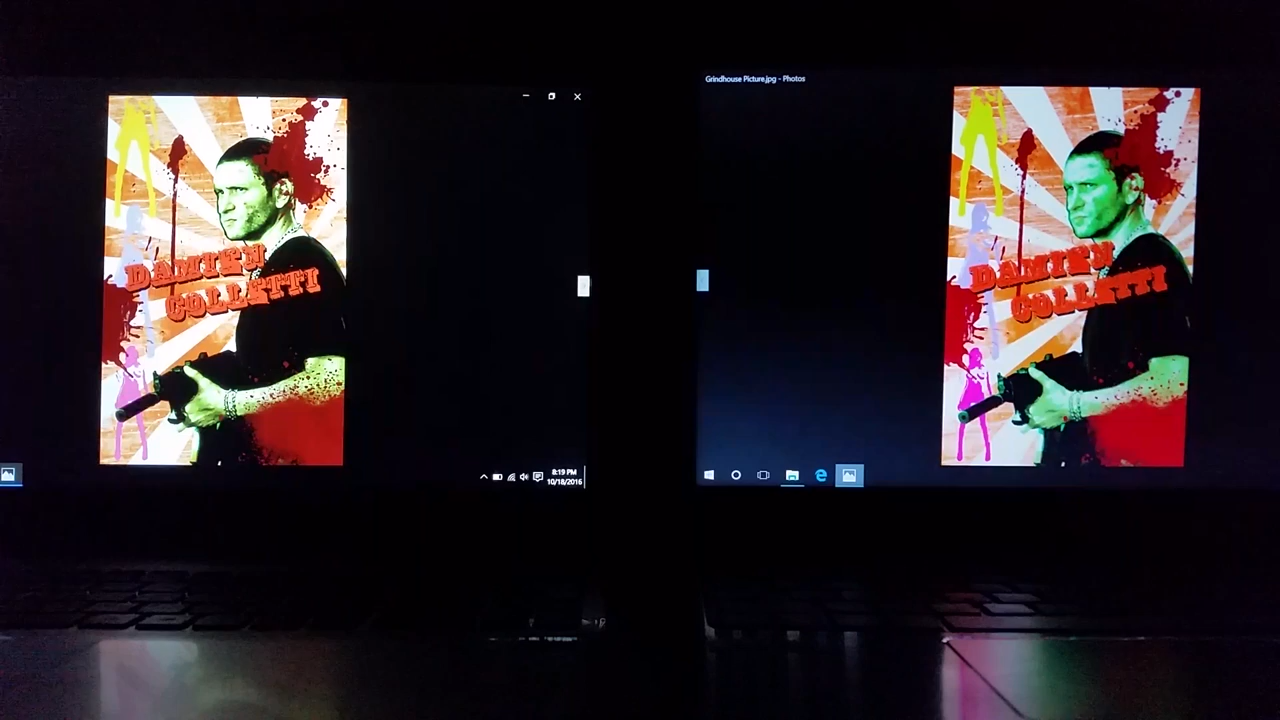 Grindhouse Picture.jpg - Photos
DAMIEN
COLLETTI
DAMIEN
COLLETTI
8:19 PM
10/18/2016